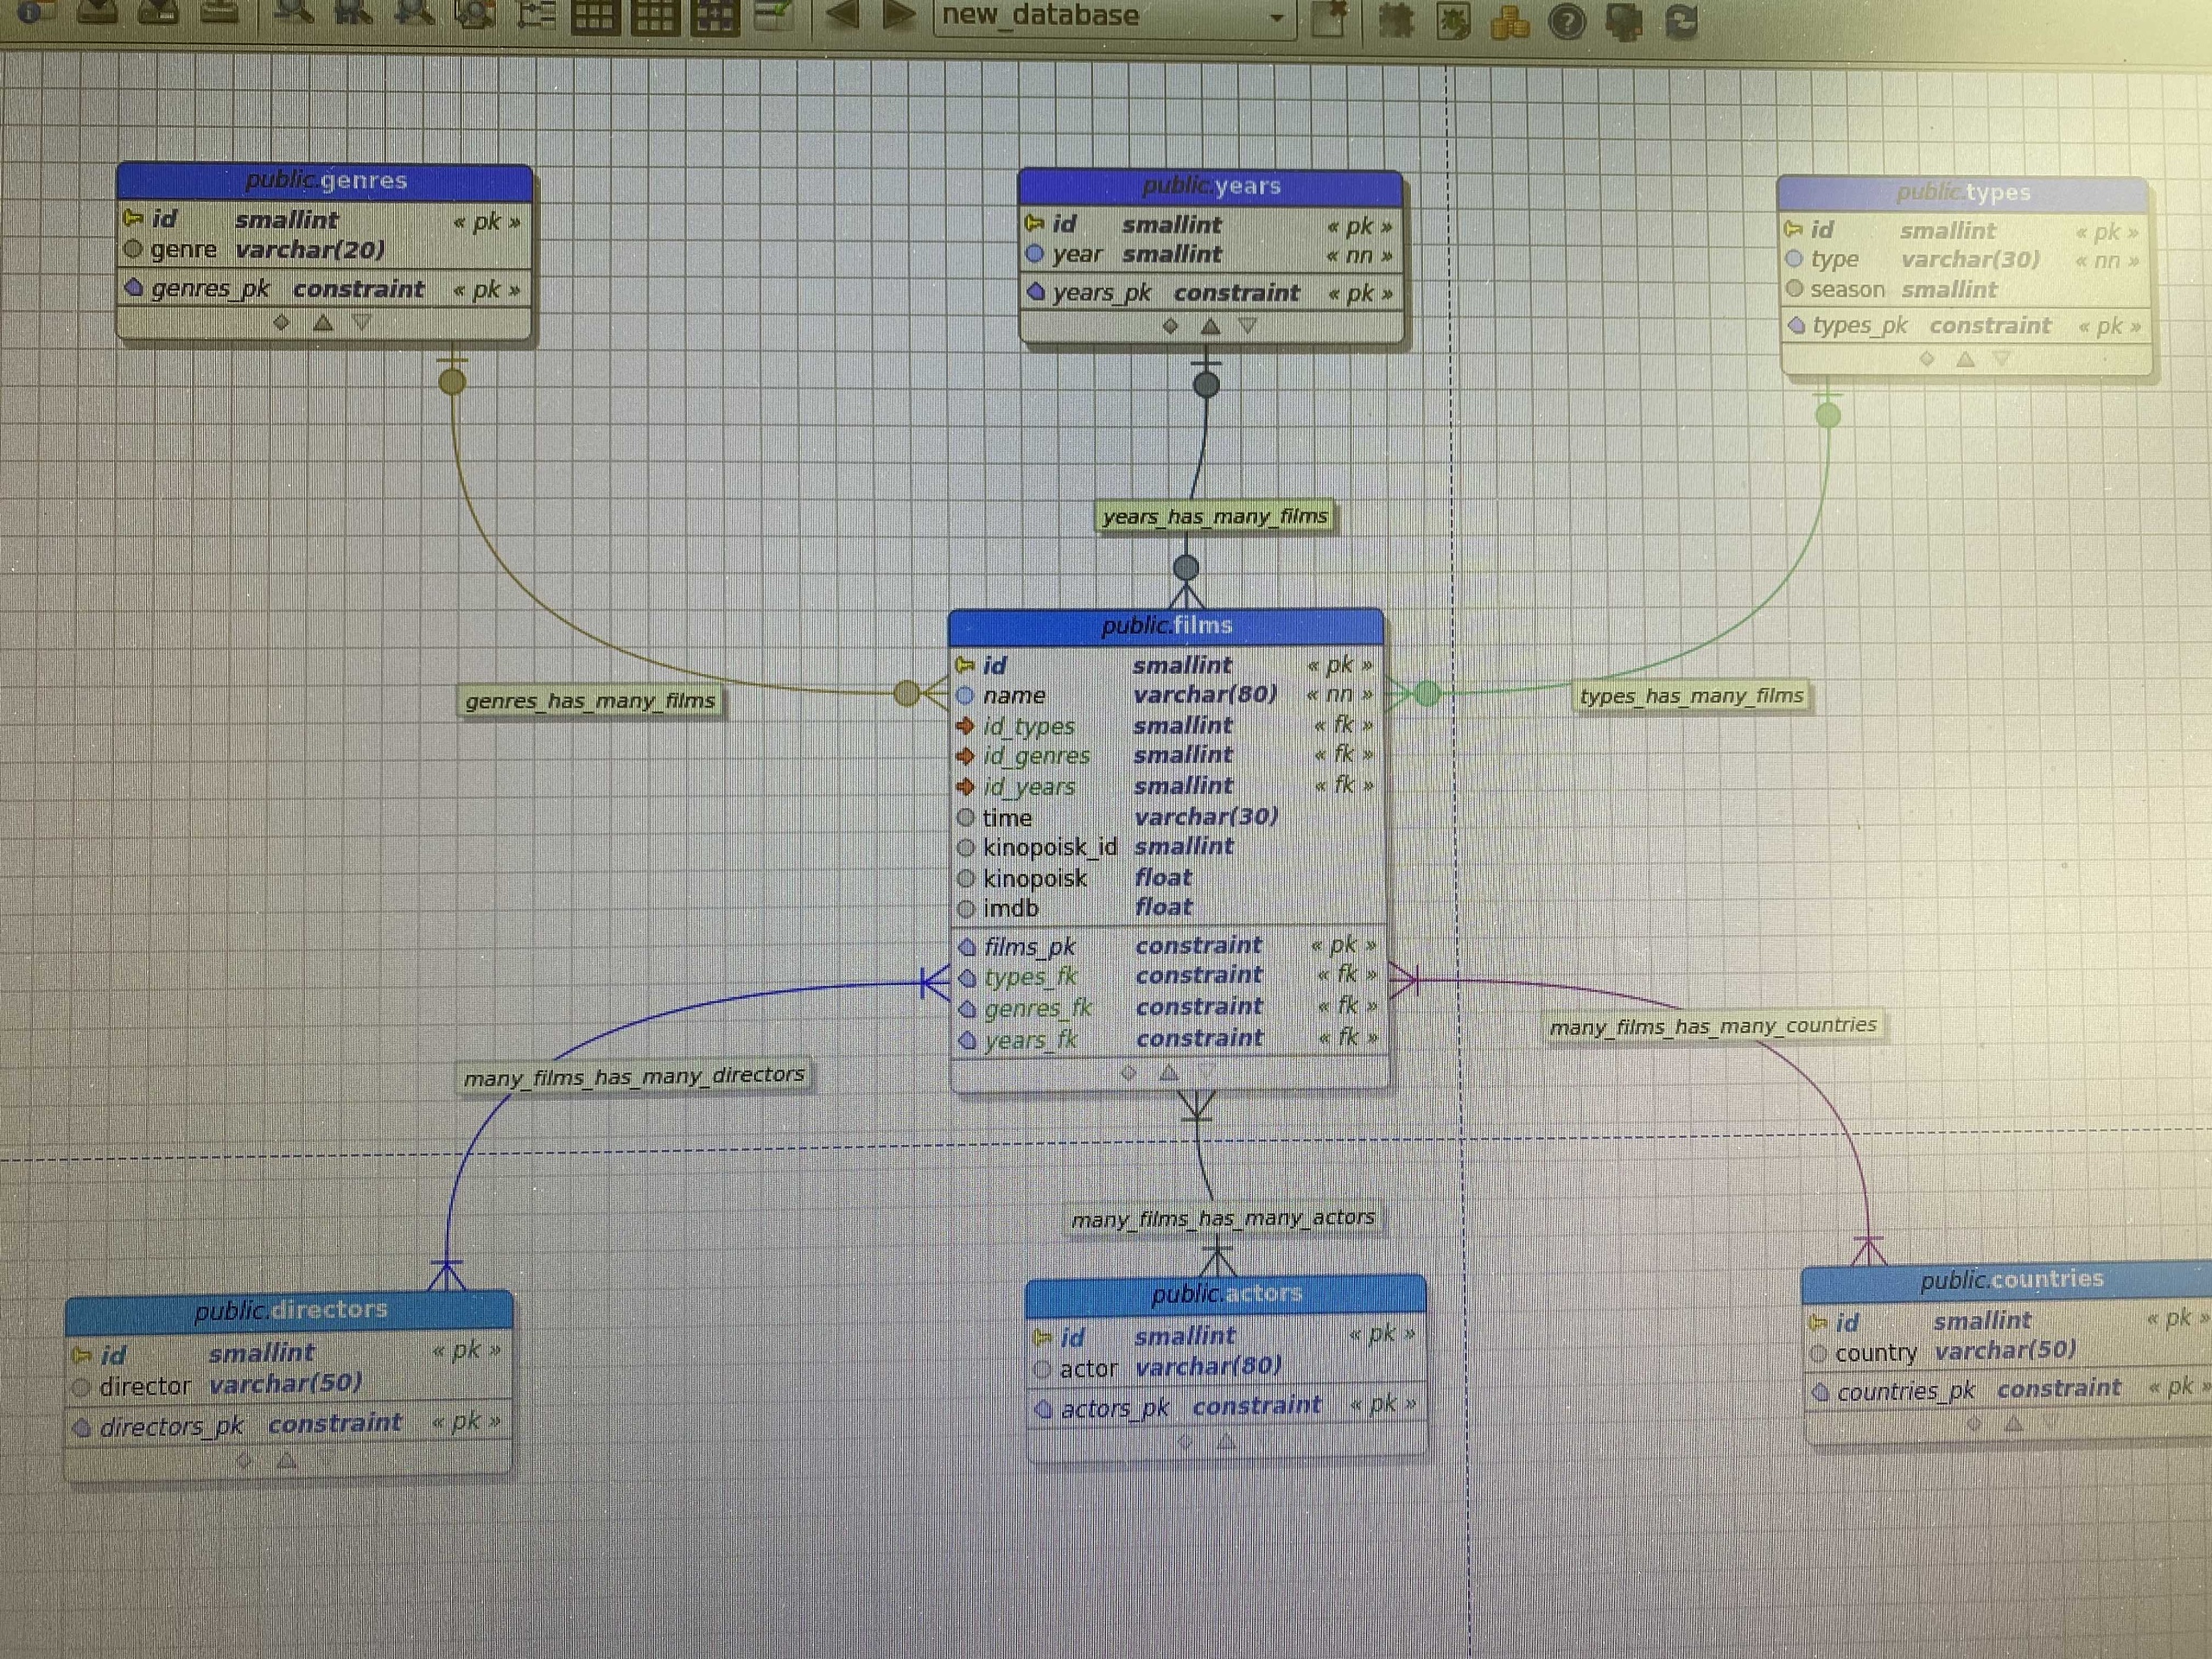 new_database
public.genres
id smallint « pk »
genre varchar(20)
genres_pk constraint « pk »
public.years
id smallint « pk »
year smallint « nn »
years_pk constraint « pk »
public.types
id smallint « pk »
type varchar(30) « nn »
season smallint
types_pk constraint « pk »
years_has_many_films
genres_has_many_films
types_has_many_films
public.films
id smallint « pk »
name varchar(80) « nn »
id_types smallint « fk »
id_genres smallint « fk »
id_years smallint « fk »
time varchar(30)
kinopoisk_id smallint
kinopoisk float
imdb float
films_pk constraint « pk »
types_fk constraint « fk »
genres_fk constraint « fk »
years_fk constraint « fk »
many_films_has_many_directors
many_films_has_many_countries
many_films_has_many_actors
public.directors
id smallint « pk »
director varchar(50)
directors_pk constraint « pk »
public.actors
id smallint « pk »
actor varchar(80)
actors_pk constraint « pk »
public.countries
id smallint « pk »
country varchar(50)
countries_pk constraint « pk »